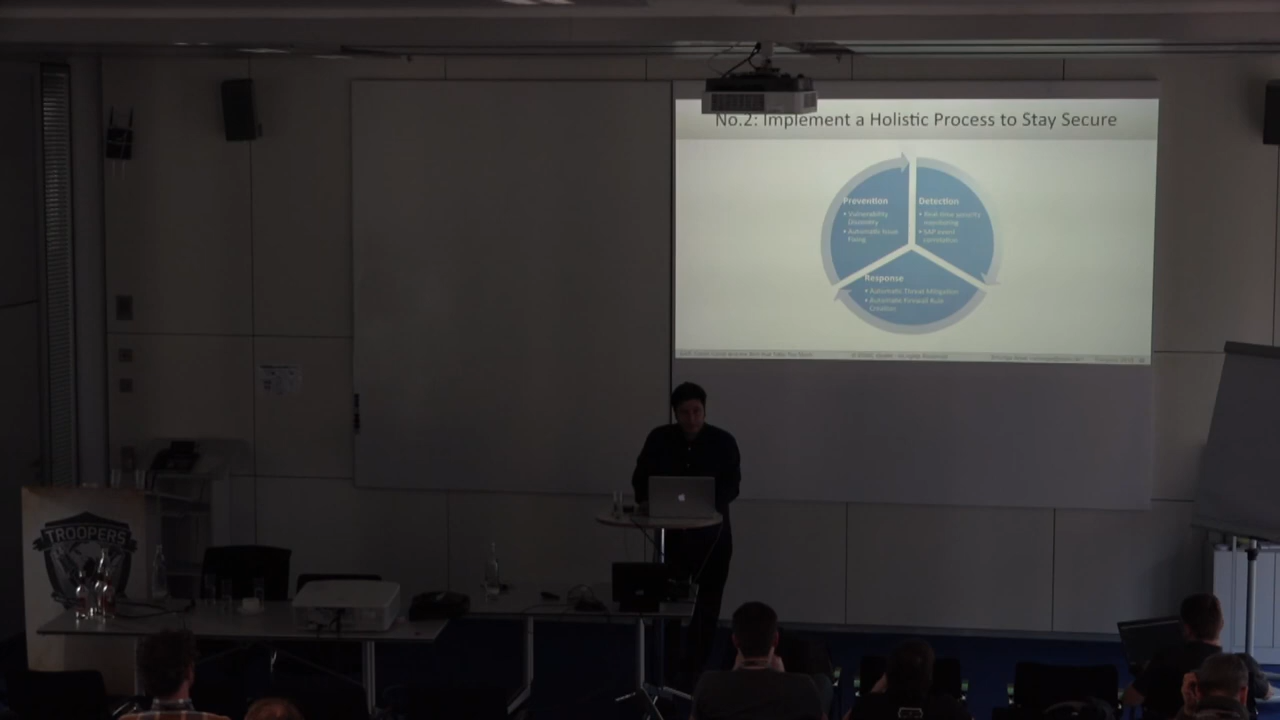 No.2: Implement a Holistic Process to Stay Secure
Prevention
• Vulnerability
Discovery
• Automatic Issue
Fixing
Detection
• Real-time security
monitoring
• SAP event
correlation
Response
• Automatic Threat Mitigation
• Automatic Firewall Rule
Creation
TROOPERS